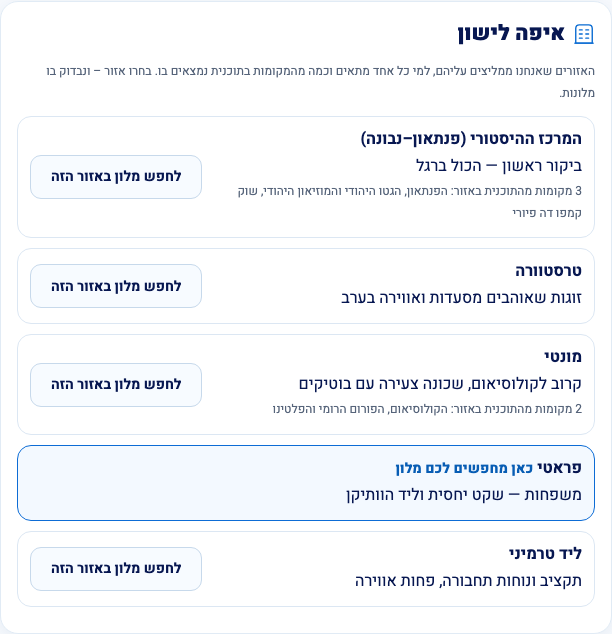 איפה לישון
האזורים שאנחנו ממליצים עליהם, למי כל אחד מתאים וכמה מהמקומות בתוכנית נמצאים בו. בחרו אזור – ונבדוק בו
מלונות.
המרכז ההיסטורי (פנתאון–נבונה)
ביקור ראשון — הכול ברגל
3 מקומות מהתוכנית באזור: הפנתאון, הגטו היהודי והמוזיאון היהודי, שוק
קמפו דה פיורי
לחפש מלון באזור הזה
טרסטוורה
זוגות שאוהבים מסעדות ואווירה בערב
לחפש מלון באזור הזה
מונטי
קרוב לקולוסיאום, שכונה צעירה עם בוטיקים
2 מקומות מהתוכנית באזור: הקולוסיאום, הפורום הרומי והפלטינו
לחפש מלון באזור הזה
פראטי כאן מחפשים לכם מלון
משפחות — שקט יחסית וליד הוותיקן
ליד טרמיני
תקציב ונוחות תחבורה, פחות אווירה
לחפש מלון באזור הזה